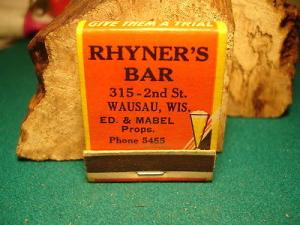 GIVE THEM A TRIAL
RHYNER'S
BAR
315-2nd St.
WAUSAU, WIS.
ED. & MABEL
Props.
Phone 5455